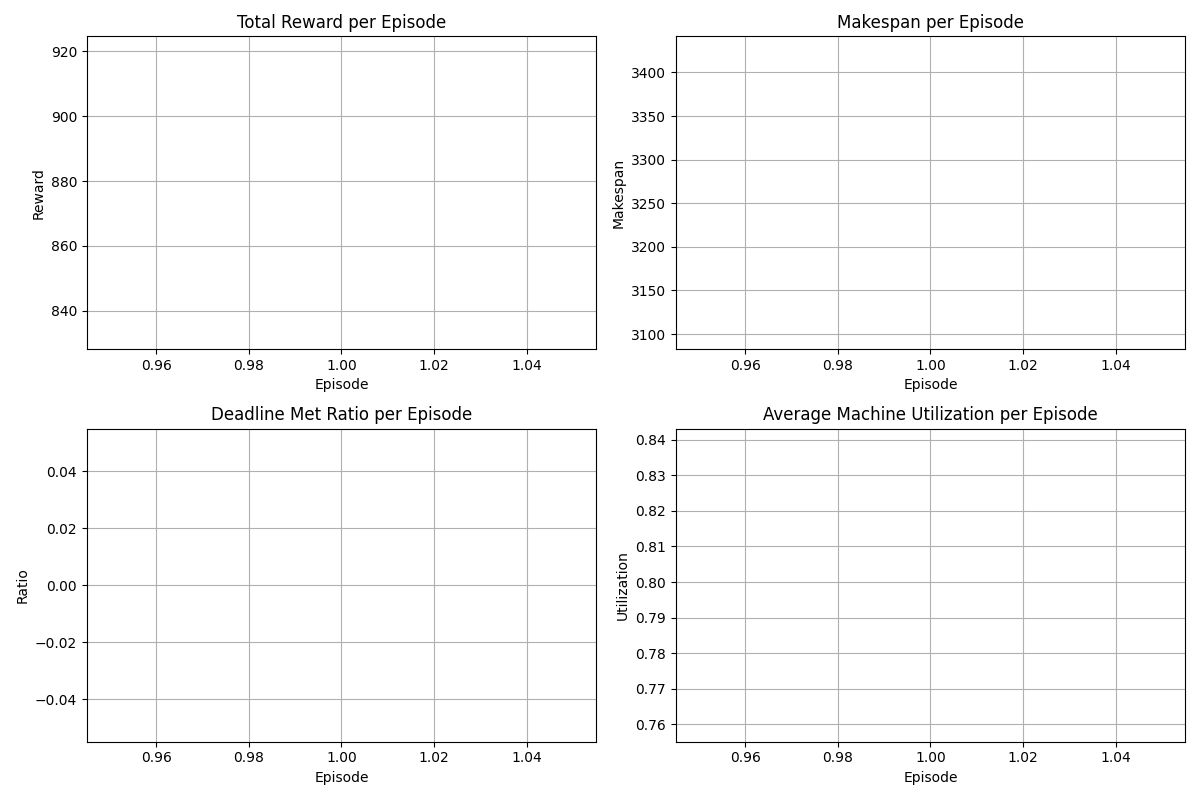 Total Reward per Episode
920
900
880
860
840
Reward
0.96 0.98 1.00 1.02 1.04
Episode
Makespan per Episode
3400
3350
3300
3250
3200
3150
3100
Makespan
0.96 0.98 1.00 1.02 1.04
Episode
Deadline Met Ratio per Episode
0.04
0.02
0.00
−0.02
−0.04
Ratio
0.96 0.98 1.00 1.02 1.04
Episode
Average Machine Utilization per Episode
0.84
0.83
0.82
0.81
0.80
0.79
0.78
0.77
0.76
Utilization
0.96 0.98 1.00 1.02 1.04
Episode